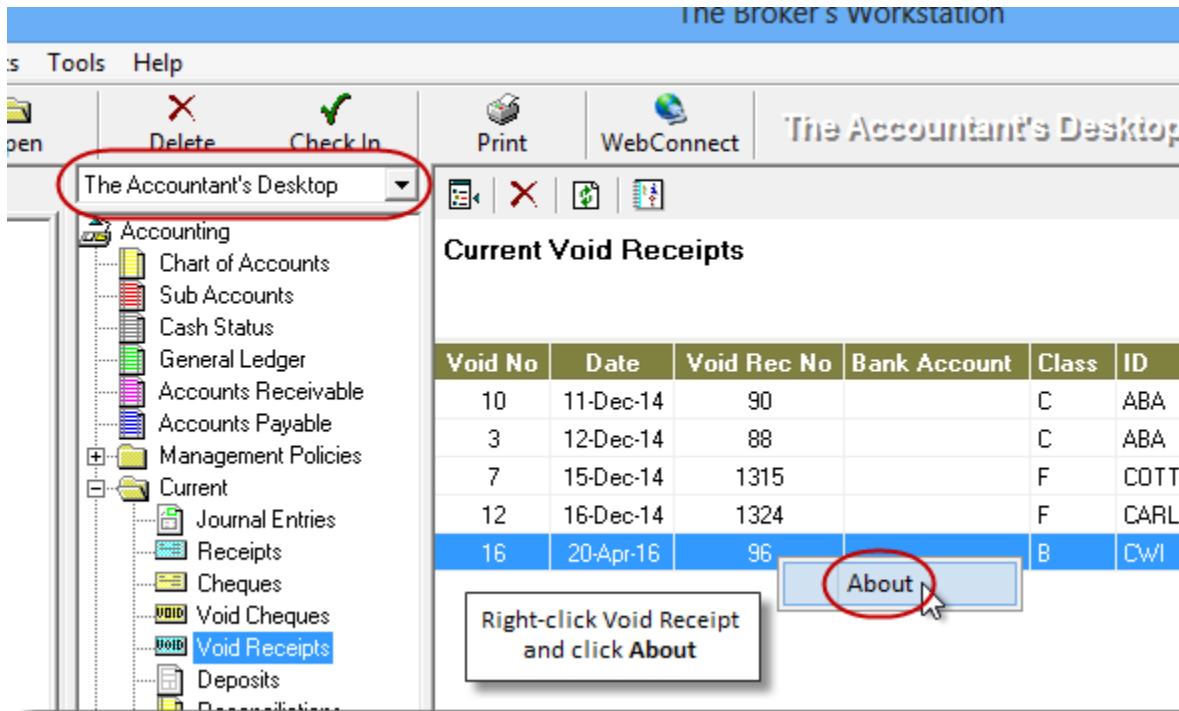 The Broker's Workstation
Tools Help
Delete Check In Print WebConnect The Accountant's Desktop
The Accountant's Desktop
Accounting
Chart of Accounts
Sub Accounts
Cash Status
General Ledger
Accounts Receivable
Accounts Payable
Management Policies
Current
Journal Entries
Receipts
Cheques
VOID Void Cheques
VOID Void Receipts
Deposits
Current Void Receipts
Void No Date Void Rec No Bank Account Class ID
10 11-Dec-14 90 C ABA
3 12-Dec-14 88 C ABA
7 15-Dec-14 1315 F COTT
12 16-Dec-14 1324 F CARL
16 20-Apr-16 96 B CWI
About
Right-click Void Receipt
and click About